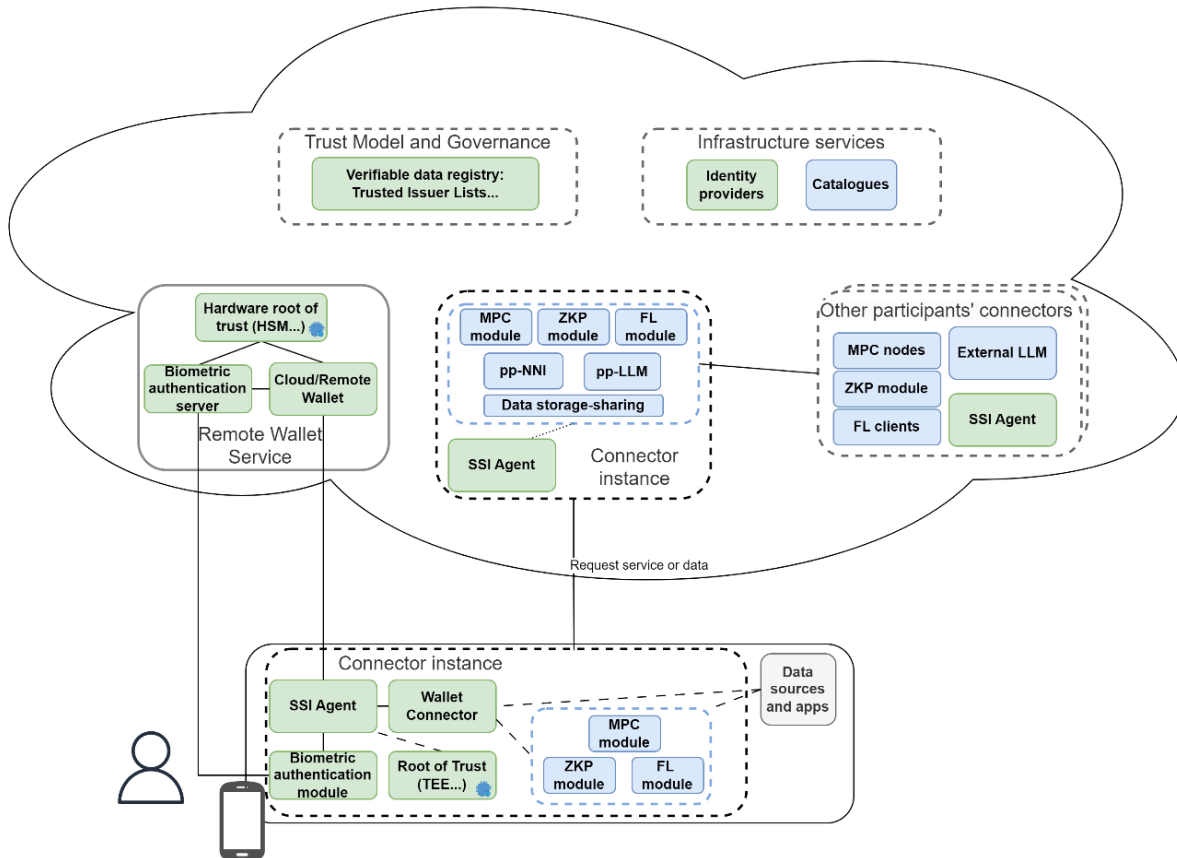 Trust Model and Governance
Verifiable data registry:
Trusted Issuer Lists...
Infrastructure services
Identity
providers
Catalogues
Hardware root of
trust (HSM...)
Biometric
authentication
server
Cloud/Remote
Wallet
Remote Wallet
Service
MPC
module
ZKP
module
FL
module
pp-NNI
pp-LLM
Data storage-sharing
SSI Agent
Connector
instance
Other participants' connectors
MPC nodes
External LLM
ZKP module
FL clients
SSI Agent
Request service or data
Connector instance
SSI Agent
Wallet
Connector
Biometric
authentication
module
Root of Trust
(TEE...)
MPC
module
ZKP
module
FL
module
Data
sources
and apps